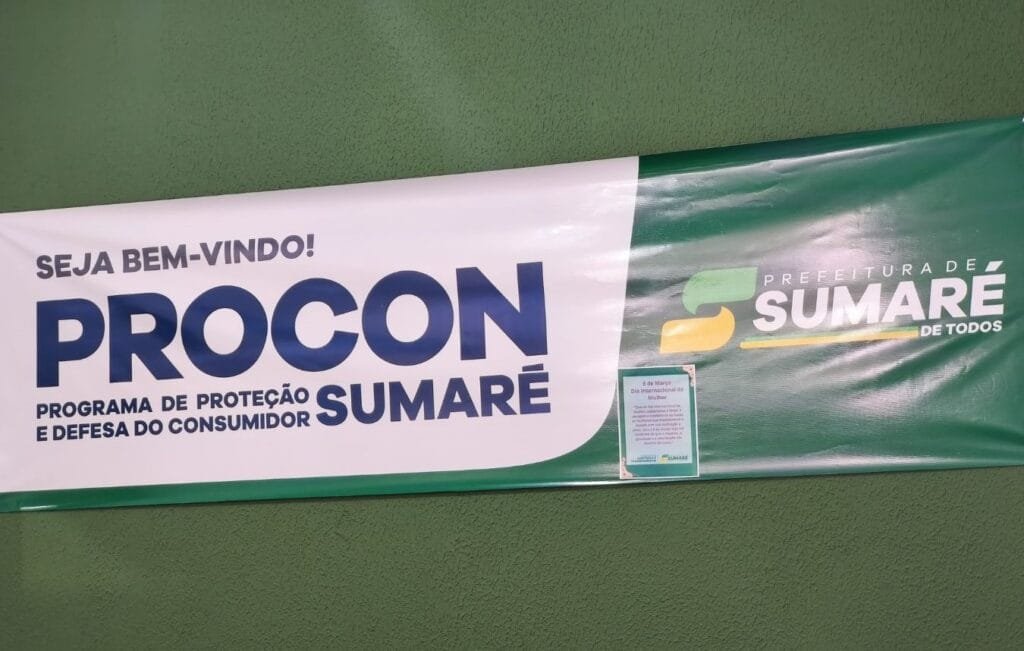 SEJA BEM-VINDO!
PROCON
PROGRAMA DE PROTEÇÃO
E DEFESA DO CONSUMIDOR
SUMARÉ
PREFEITURA DE
SUMARÉ
DE TODOS
8 de Março
Dia Internacional da
Mulher
SUMARÉ